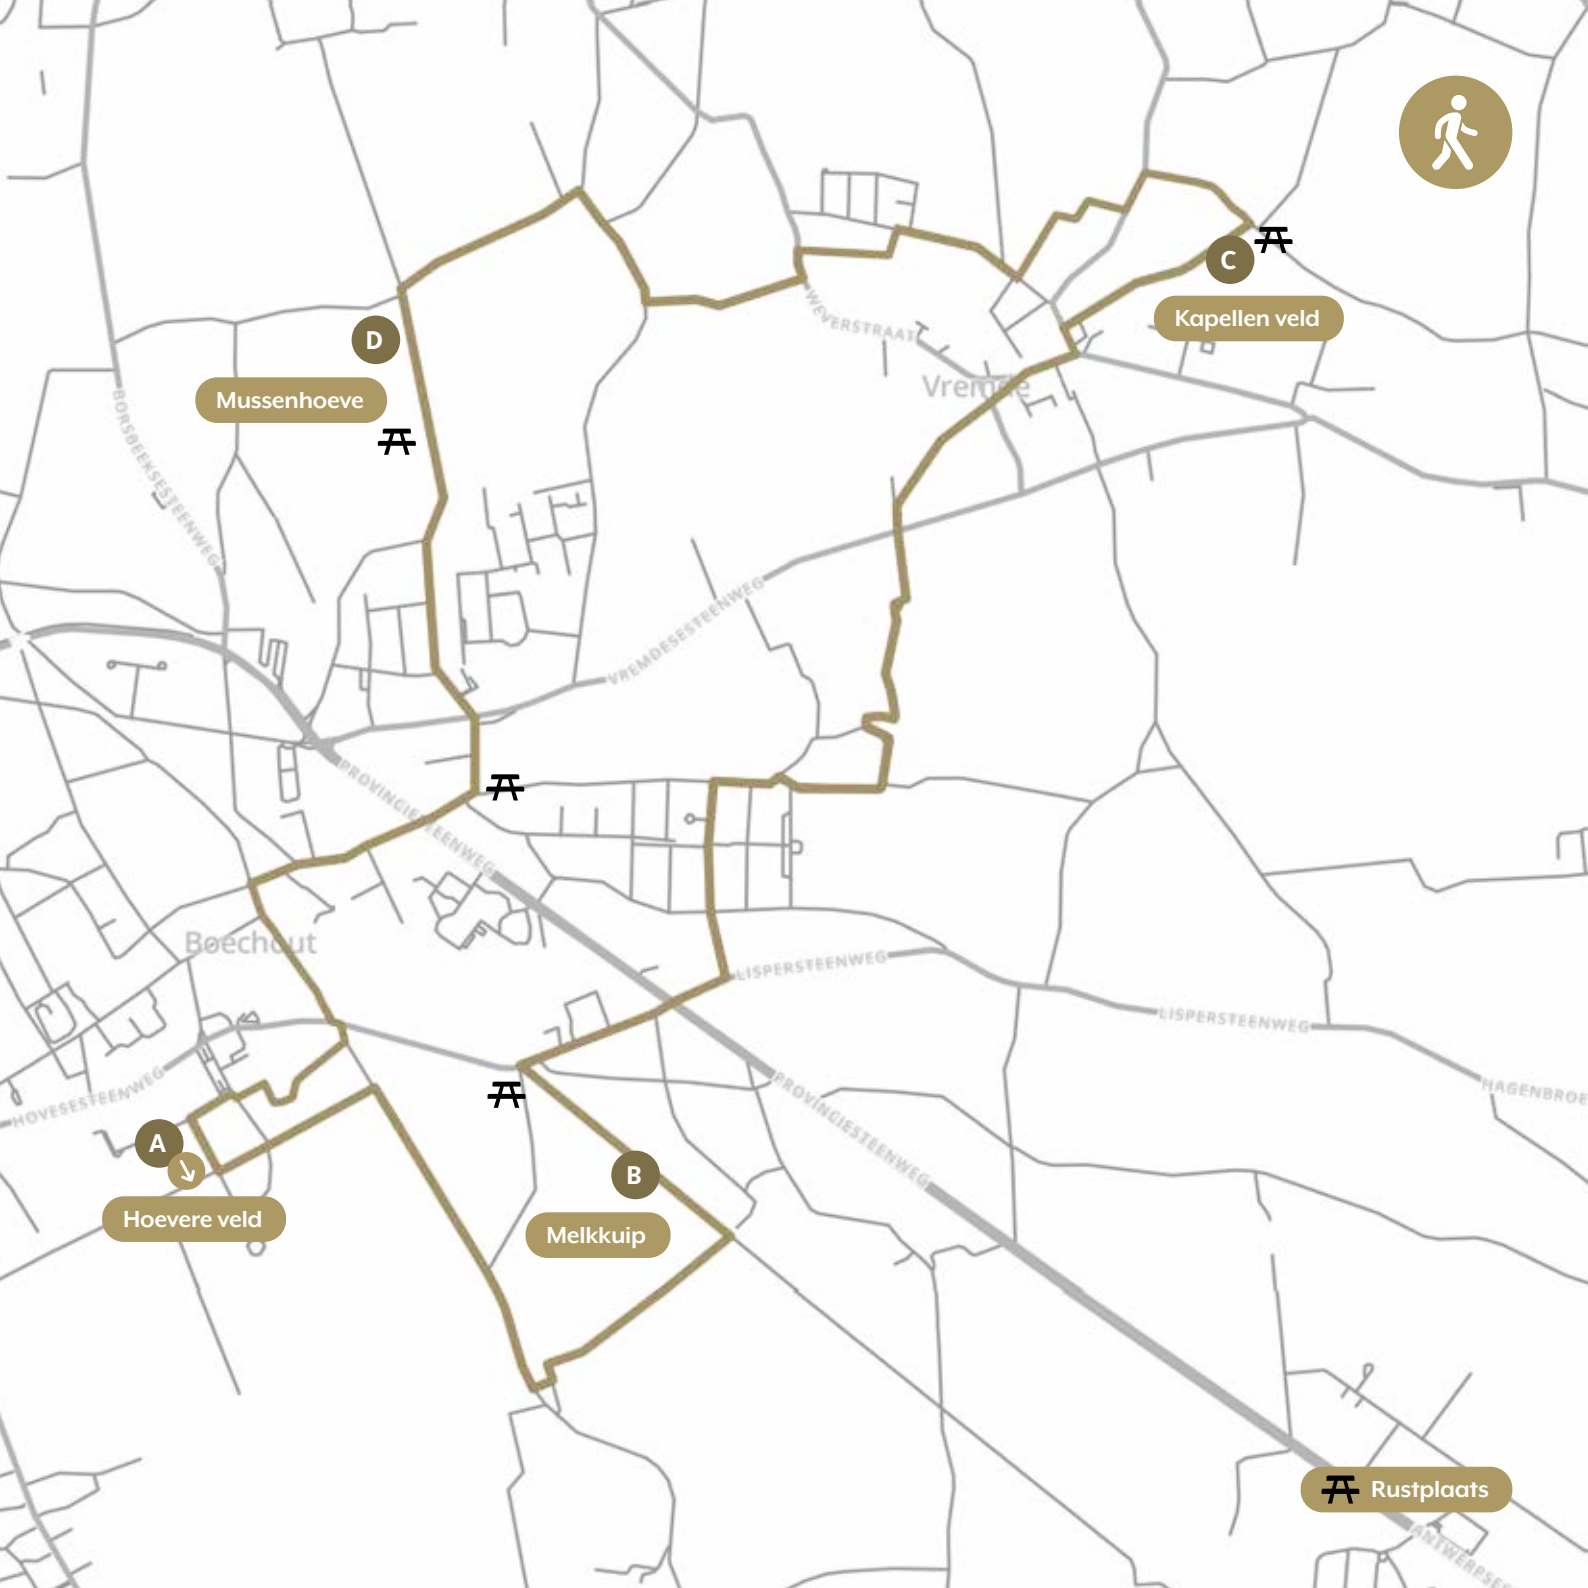 C
Kapellen veld
WEVERSTRAAT
D
Vremde
Mussenhoeve
BORSBEEKSESTEENWEG
VREMDESESTEENWEG
PROVINCIESTEENWEG
Boechout
LISPERSTEENWEG
LISPERSTEENWEG
HOVESESTEENWEG
PROVINCIESTEENWEG
HAGENBROE
A
B
Hoevere veld
Melkkuip
Rustplaats
ANTWERPSE